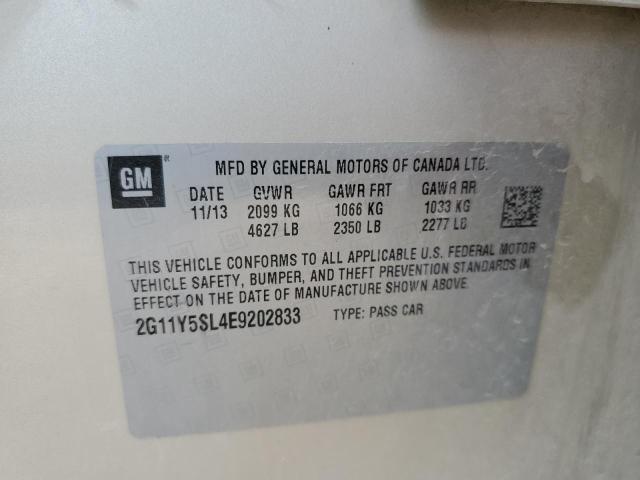 GM
MFD BY GENERAL MOTORS OF CANADA LTD.
DATE GVWR GAWR FRT GAWR RR
11/13 2099 KG 1066 KG 1033 KG
4627 LB 2350 LB 2277 LB
THIS VEHICLE CONFORMS TO ALL APPLICABLE U.S. FEDERAL MOTOR
VEHICLE SAFETY, BUMPER, AND THEFT PREVENTION STANDARDS IN
EFFECT ON THE DATE OF MANUFACTURE SHOWN ABOVE.
2G11Y5SL4E9202833 TYPE: PASS CAR